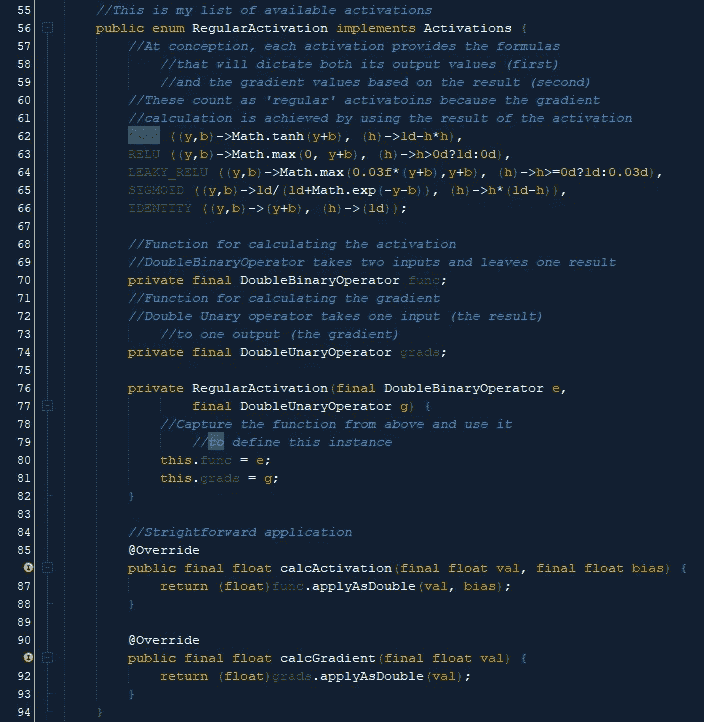 55 //This is my list of available activations
56 public enum RegularActivation implements Activations {
57 //At conception, each activation provides the formulas
58 //that will dictate both its output values (first)
59 //and the gradient values based on the result (second)
60 //These count as 'regular' activatoins because the gradient
61 //calculation is achieved by using the result of the activation
62 ((y,b)->Math.tanh(y+b), (h)->1d-h*h),
63 RELU ((y,b)->Math.max(0, y+b), (h)->h>0d?1d:0d),
64 LEAKY_RELU ((y,b)->Math.max(0.03f*(y+b),y+b), (h)->h>=0d?1d:0.03d),
65 SIGMOID ((y,b)->1d/(1d+Math.exp(-y-b)), (h)->h*(1d-h)),
66 IDENTITY ((y,b)->(y+b), (h)->(1d));
67
68 //Function for calculating the activation
69 //DoubleBinaryOperator takes two inputs and leaves one result
70 private final DoubleBinaryOperator func;
71 //Function for calculating the gradient
72 //Double Unary operator takes one input (the result)
73 //to one output (the gradient)
74 private final DoubleUnaryOperator grads;
75
76 private RegularActivation(final DoubleBinaryOperator e,
77 final DoubleUnaryOperator g) {
78 //Capture the function from above and use it
79 //to define this instance
80 this.func = e;
81 this.grads = g;
82 }
83
84 //Strightforward application
85 @Override
public final float calcActivation(final float val, final float bias) {
87 return (float)func.applyAsDouble(val, bias);
88 }
89
90 @Override
public final float calcGradient(final float val) {
92 return (float)grads.applyAsDouble(val);
93 }
94 }